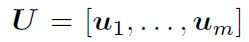 U = [u₁, . . . , uₘ]